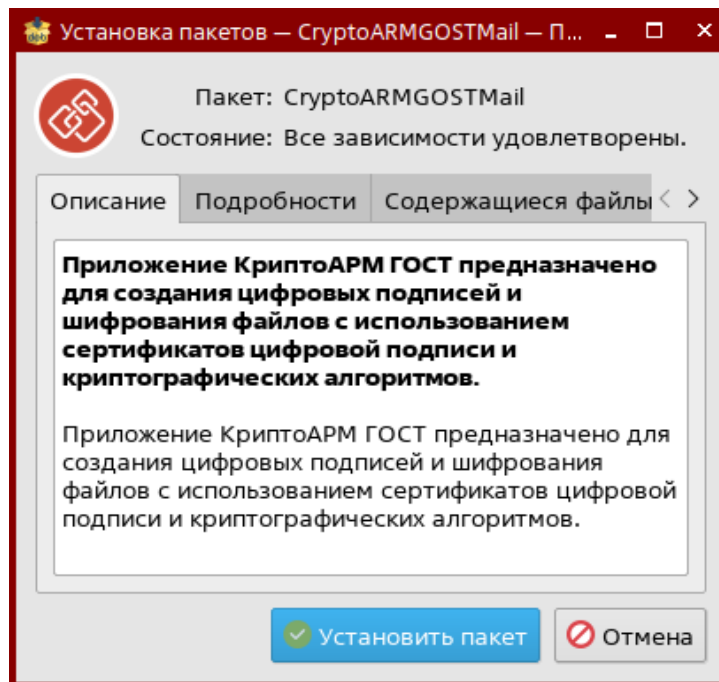 Установка пакетов — CryptoARMGOSTMail — П...
Пакет: CryptoARMGOSTMail
Состояние: Все зависимости удовлетворены.
Описание Подробности Содержащиеся файлы
Приложение КриптоАРМ ГОСТ предназначено
для создания цифровых подписей и
шифрования файлов с использованием
сертификатов цифровой подписи и
криптографических алгоритмов.
Приложение КриптоАРМ ГОСТ предназначено для
создания цифровых подписей и шифрования
файлов с использованием сертификатов цифровой
подписи и криптографических алгоритмов.
Установить пакет Отмена